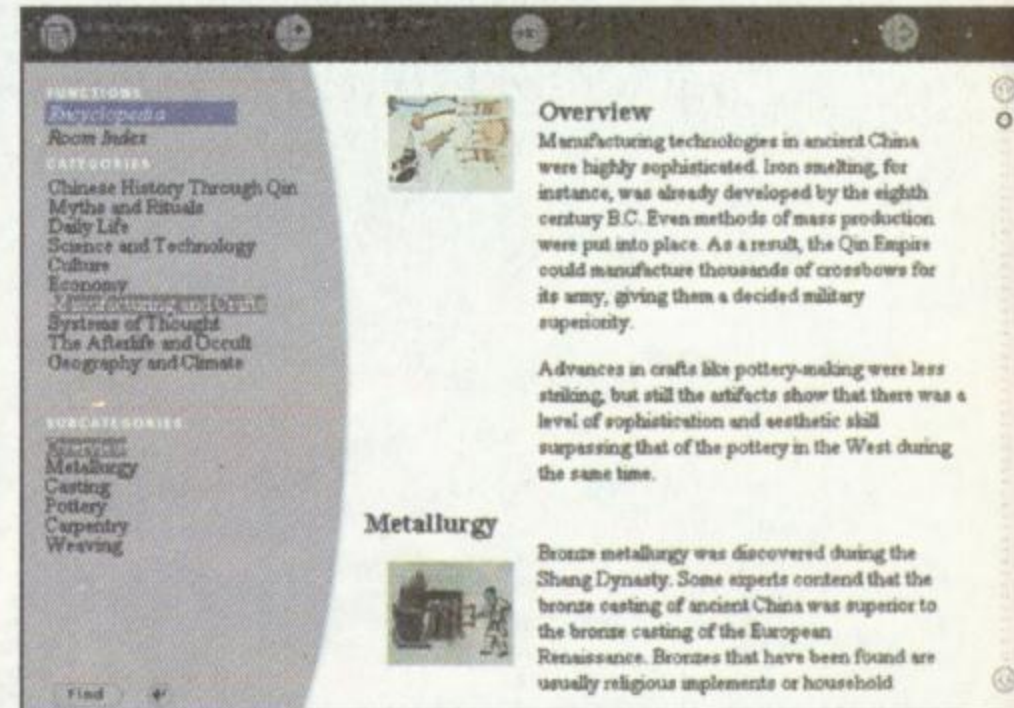 FUNCTIONS
Encyclopedia
Room Index
CATEGORIES
Chinese History Through Qin
Myths and Rituals
Daily Life
Science and Technology
Culture
Economy
Systems of Thought
The Afterlife and Occult
Geography and Climate
SUBCATEGORIES
Metallurgy
Casting
Pottery
Carpentry
Weaving
Find
Overview
Manufacturing technologies in ancient China
were highly sophisticated. Iron smelting, for
instance, was already developed by the eighth
century B.C. Even methods of mass production
were put into place. As a result, the Qin Empire
could manufacture thousands of crossbows for
its army, giving them a decided military
superiority.
Advances in crafts like pottery-making were less
striking, but still the artifacts show that there was a
level of sophistication and aesthetic skill
surpassing that of the pottery in the West during
the same time.
Metallurgy
Bronze metallurgy was discovered during the
Shang Dynasty. Some experts contend that the
bronze casting of ancient China was superior to
the bronze casting of the European
Renaissance. Bronzes that have been found are
usually religious implements or household